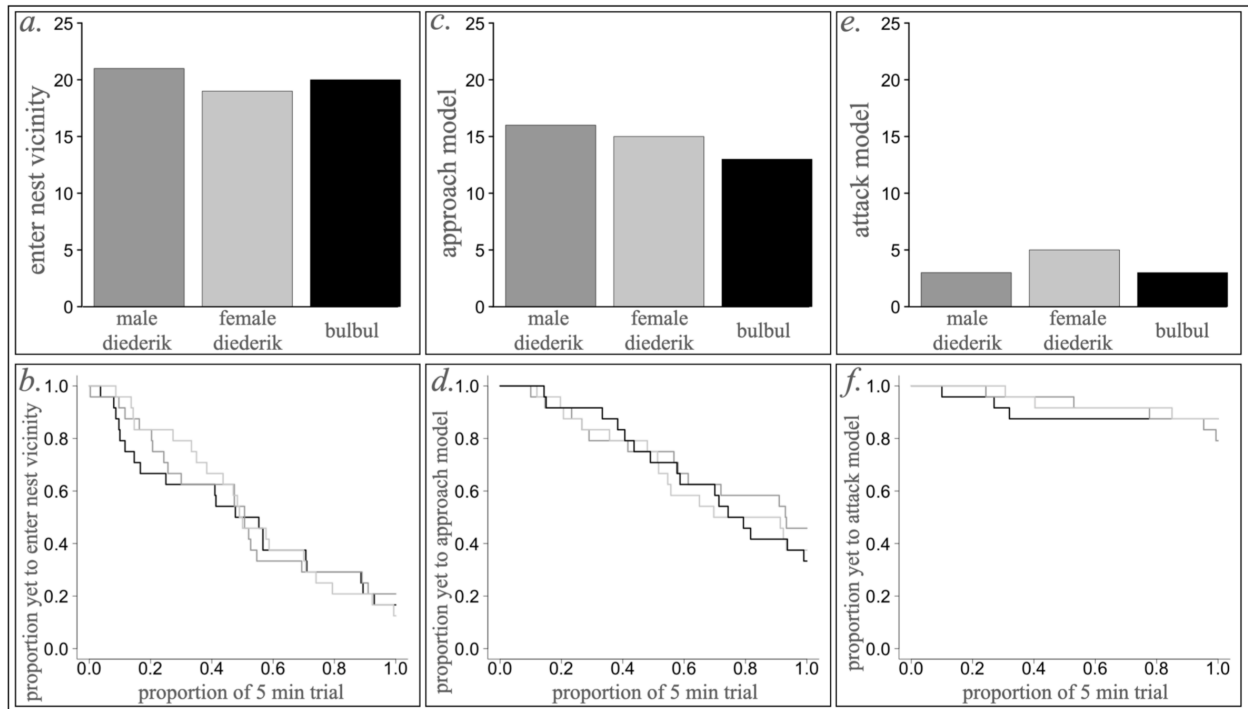 a.
enter nest vicinity
25
20
15
10
5
0
male
diederik
female
diederik
bulbul
c.
approach model
25
20
15
10
5
0
male
diederik
female
diederik
bulbul
e.
attack model
25
20
15
10
5
0
male
diederik
female
diederik
bulbul
b.
proportion yet to enter nest vicinity
1.0
0.8
0.6
0.4
0.2
0.0
0.0 0.2 0.4 0.6 0.8 1.0
proportion of 5 min trial
d.
proportion yet to approach model
1.0
0.8
0.6
0.4
0.2
0.0
0.0 0.2 0.4 0.6 0.8 1.0
proportion of 5 min trial
f.
proportion yet to attack model
1.0
0.8
0.6
0.4
0.2
0.0
0.0 0.2 0.4 0.6 0.8 1.0
proportion of 5 min trial